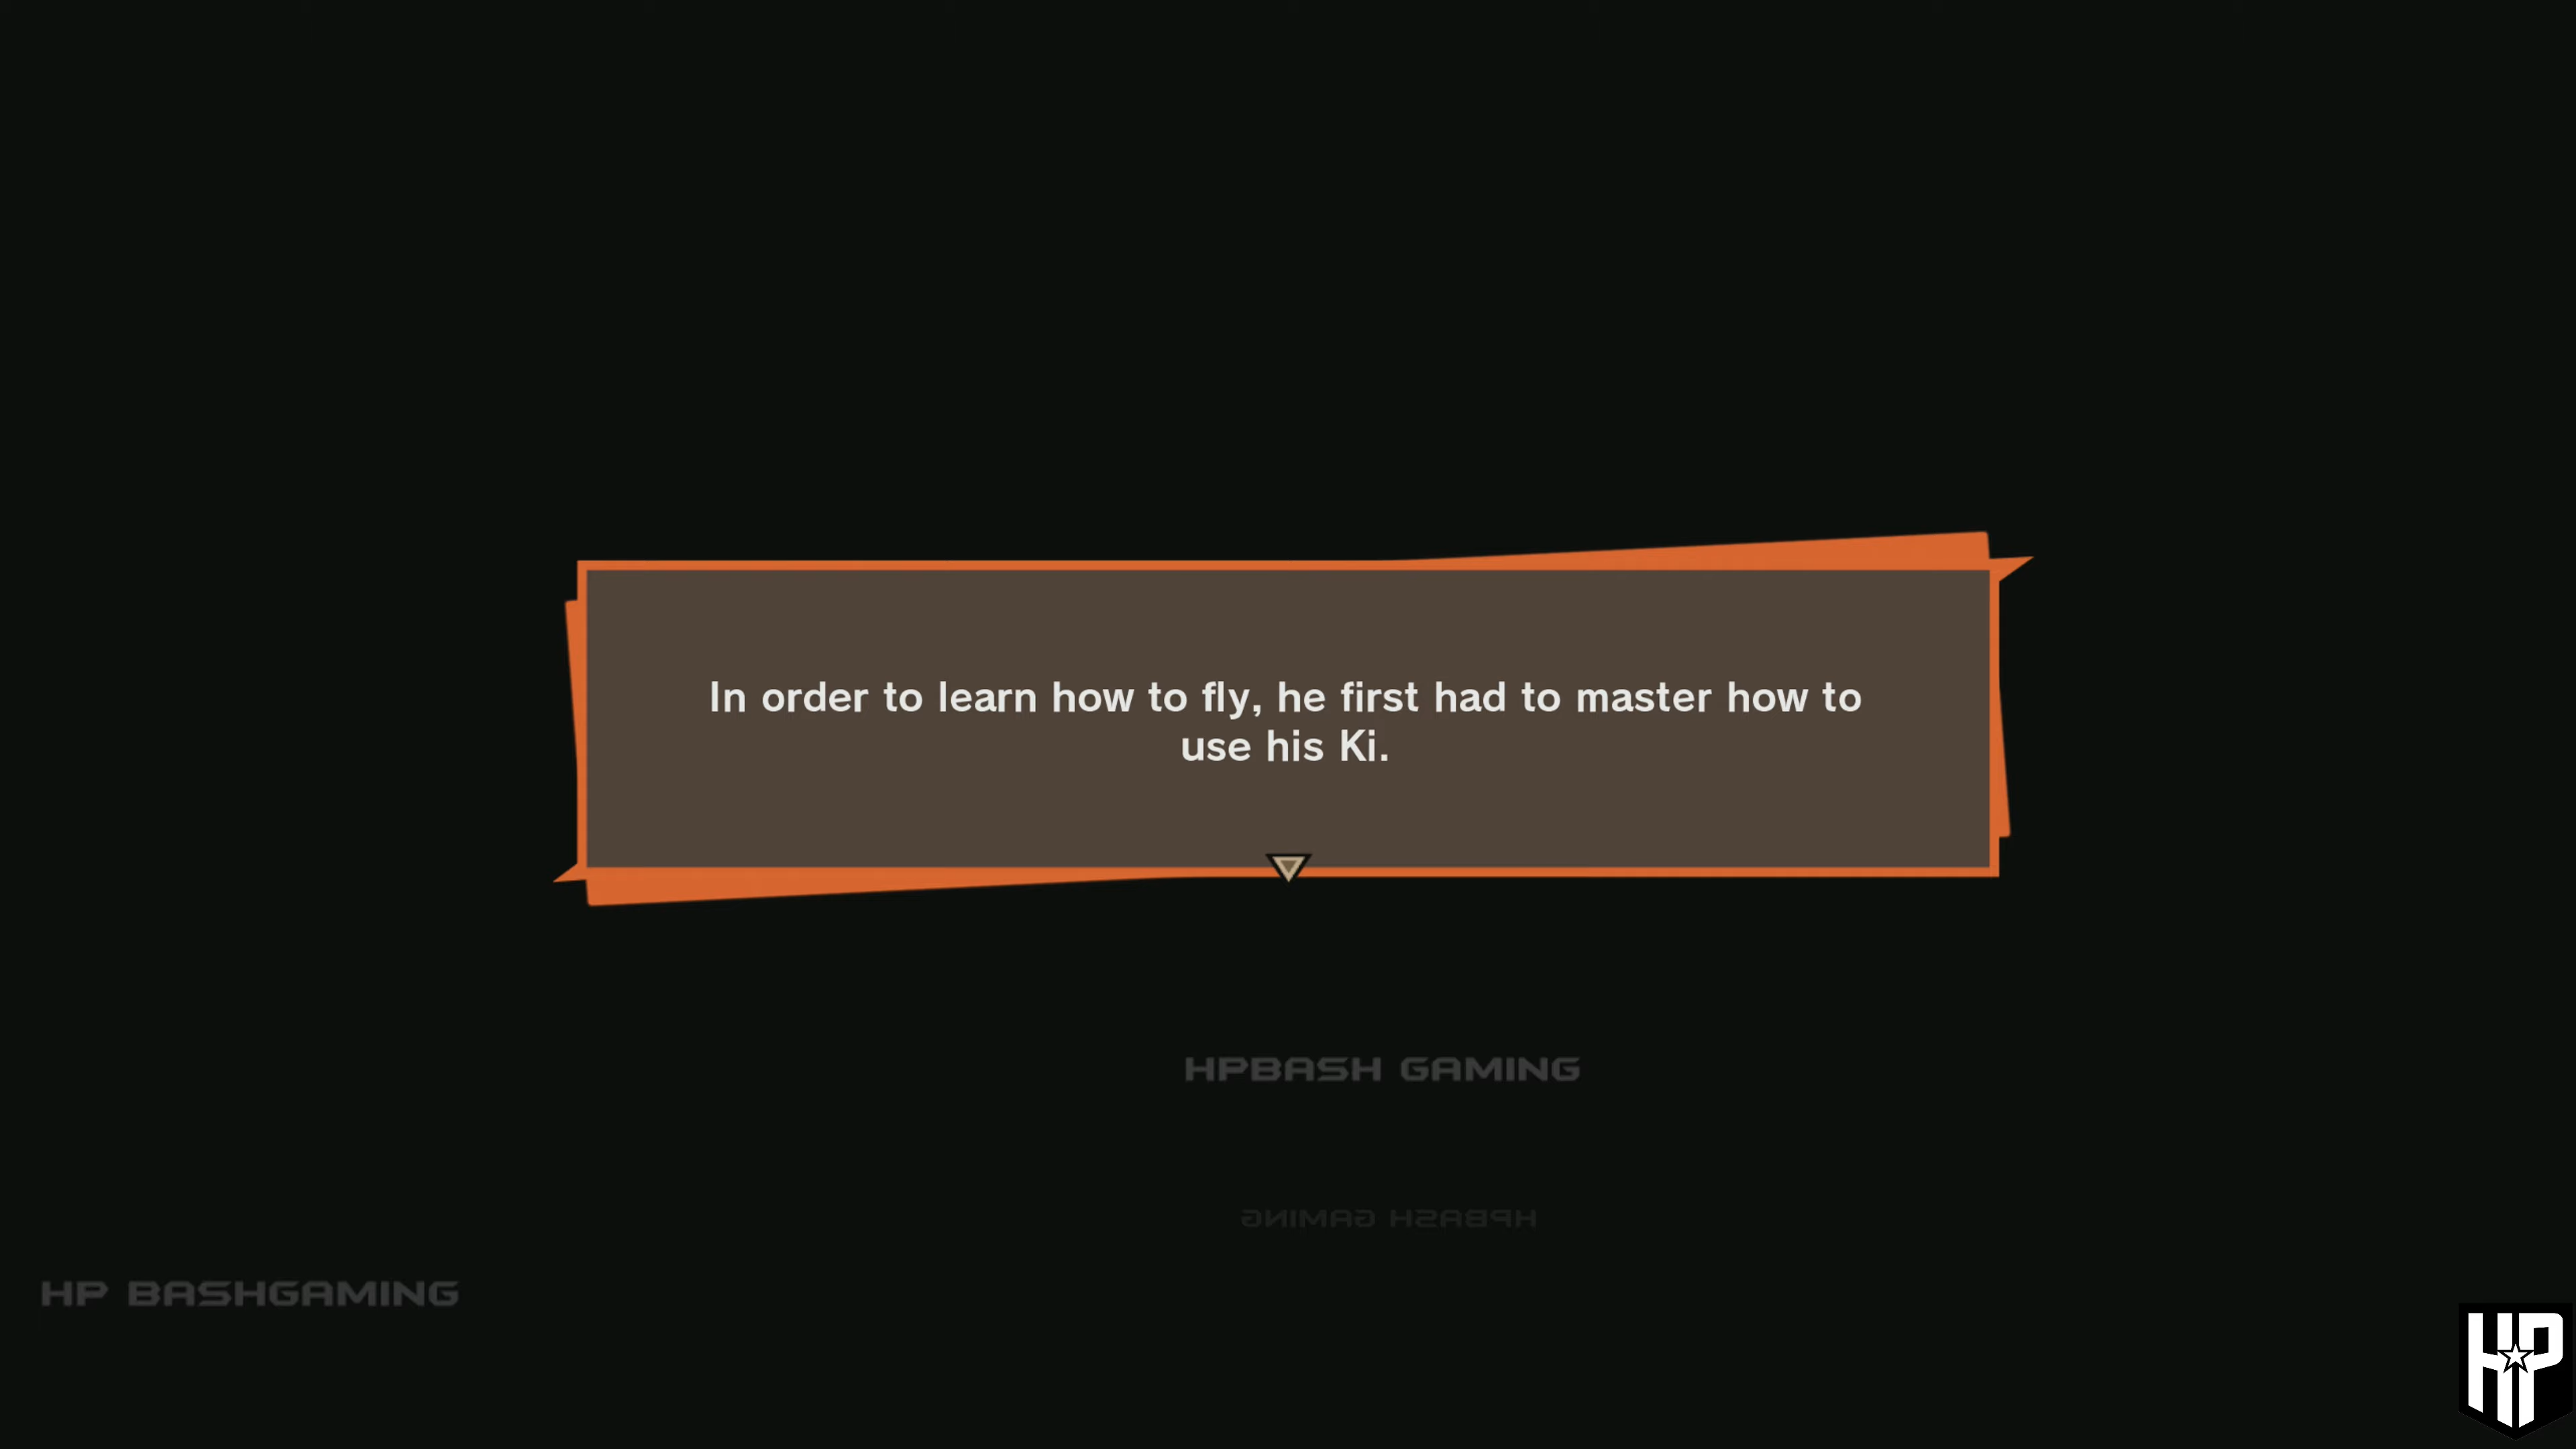 In order to learn how to fly, he first had to master how to
use his Ki.
HPBASH GAMING
HPBASH GAMING
HP BASHGAMING
HP